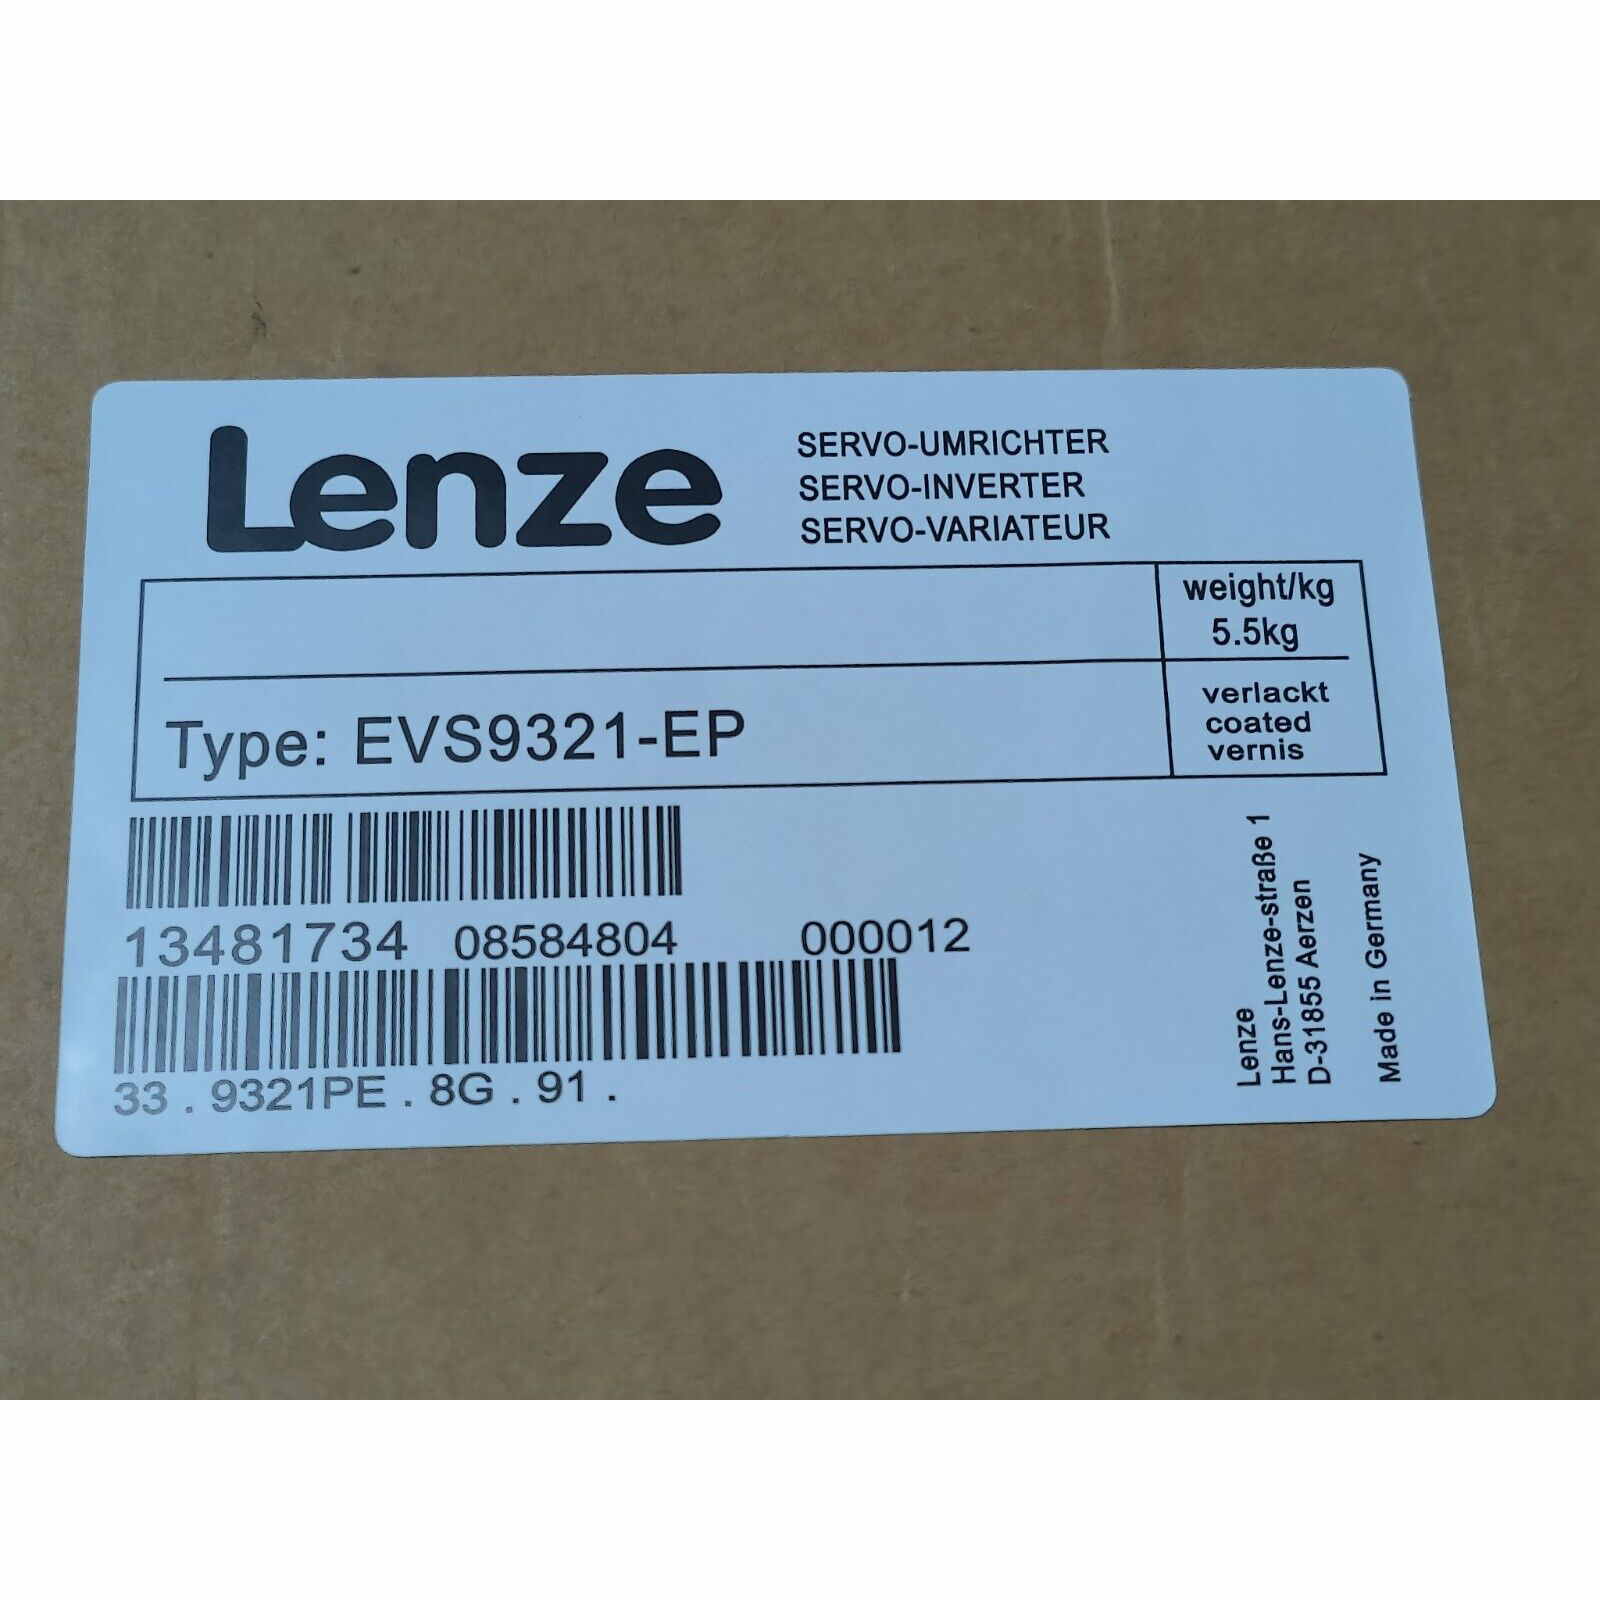 Lenze
SERVO-UMRICHTER
SERVO-INVERTER
SERVO-VARIATEUR
weight/kg
5.5kg
Type: EVS9321-EP
verlackt
coated
vernis
13481734 08584804 000012
33 . 9321PE . 8G . 91 .
Lenze
Hans-Lenze-straße 1
D-31855 Aerzen
Made in Germany